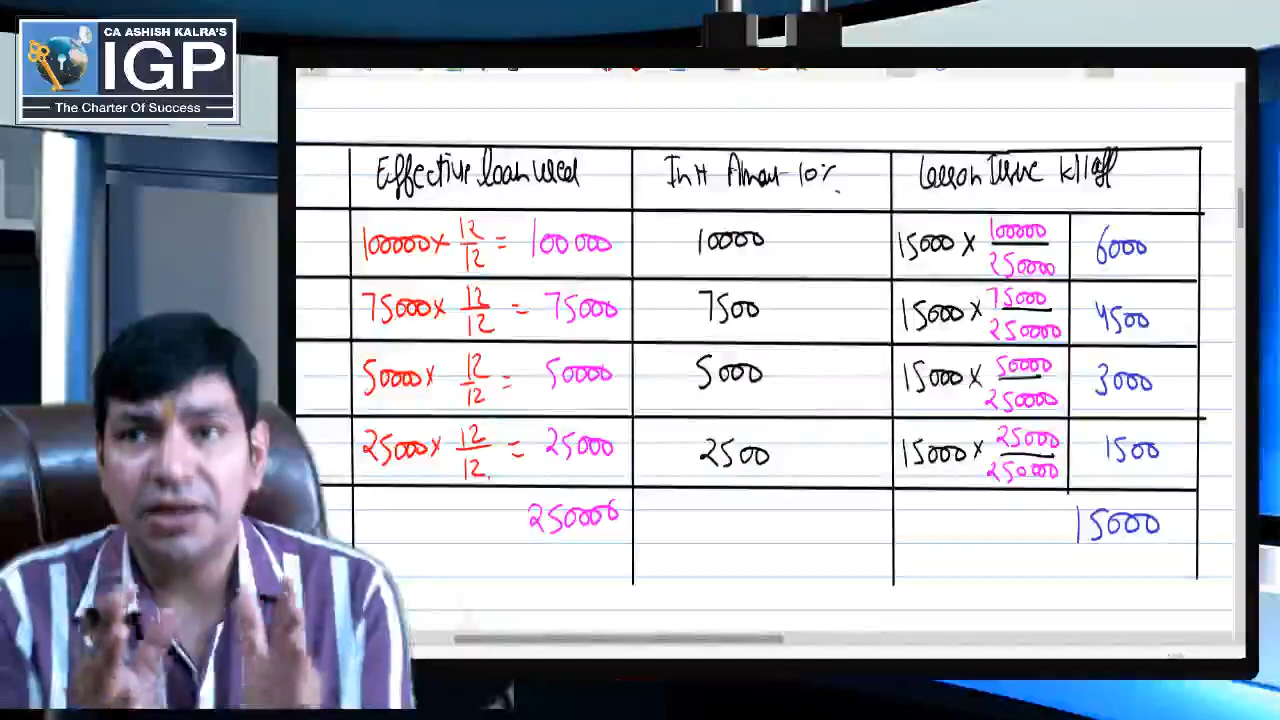 CA ASHISH KALRA'S
IGP
The Charter Of Success
Effective loan used Int Amount 10%. Loss on Issue w/off
100000 × 12/12 = 100000 10000 15000 × 100000/250000 6000
75000 × 12/12 = 75000 7500 15000 × 75000/250000 4500
50000 × 12/12 = 50000 5000 15000 × 50000/250000 3000
25000 × 12/12 = 25000 2500 15000 × 25000/250000 1500
250000 15000